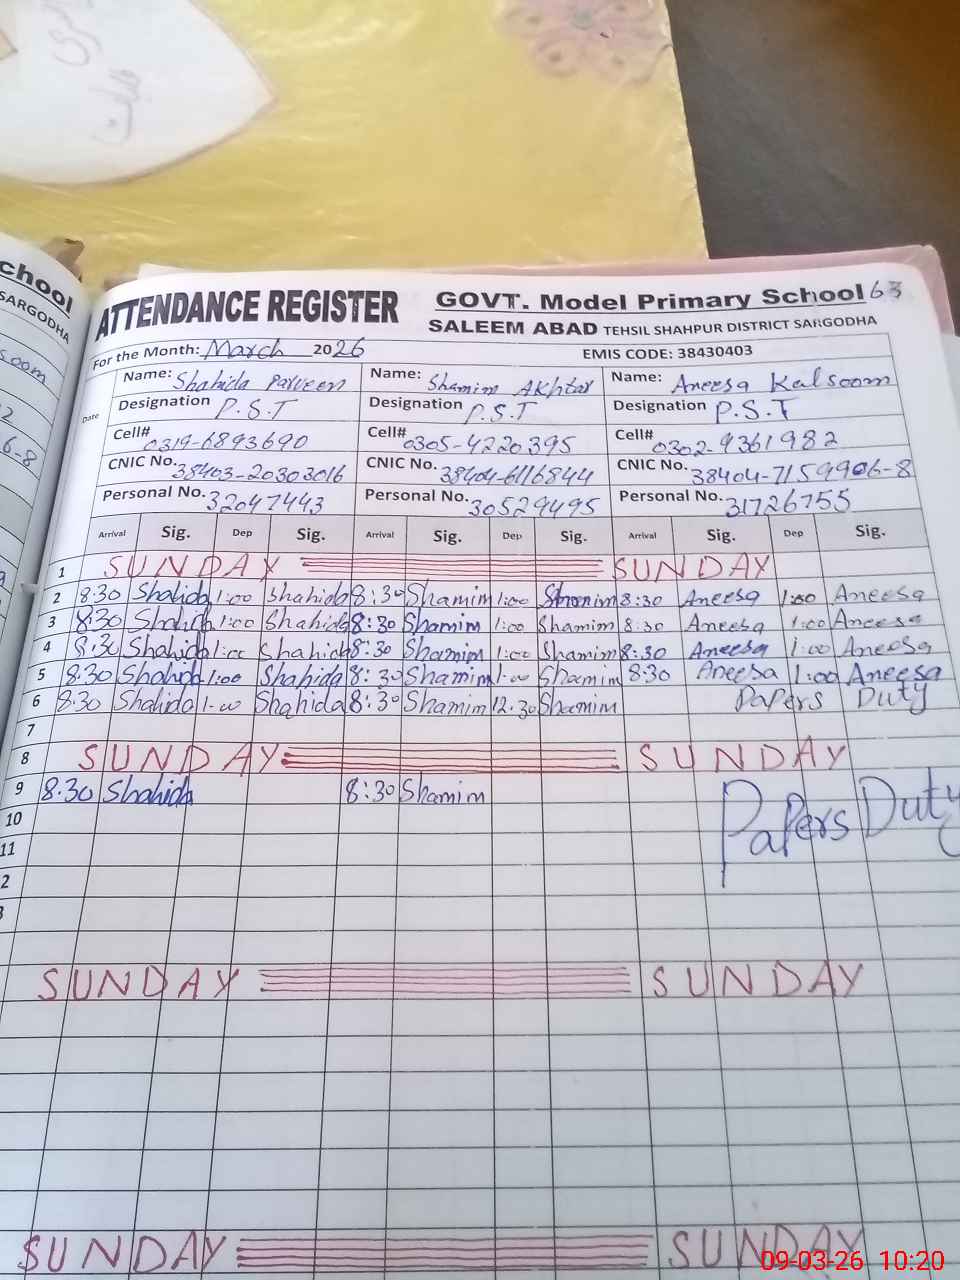 chool
SARGODHA
soom
2
6-8
ATTENDANCE REGISTER
GOVT. Model Primary School 63
SALEEM ABAD TEHSIL SHAHPUR DISTRICT SARGODHA
For the Month: March 2026 EMIS CODE: 38430403
Date
Name: Shahida Parveen Name: Shamim Akhtar Name: Aneesa Kalsoom
Designation P.S.T Designation P.S.T Designation P.S.T
Cell# 0319-6893690 Cell# 0305-4220395 Cell# 0302-9361982
CNIC No. 38403-20303016 CNIC No. 38404-6116844 CNIC No. 38404-7159906-8
Personal No. 32047443 Personal No. 30529495 Personal No. 31726755
Arrival Sig. Dep Sig. Arrival Sig. Dep Sig. Arrival Sig. Dep Sig.
1 SUNDAY SUNDAY
2 8:30 Shahida 1:00 Shahida 8:30 Shamim 1:00 Shamim 8:30 Aneesa 1:00 Aneesa
3 8:30 Shahida 1:00 Shahida 8:30 Shamim 1:00 Shamim 8:30 Aneesa 1:00 Aneesa
4 8:30 Shahida 1:00 Shahida 8:30 Shamim 1:00 Shamim 8:30 Aneesa 1:00 Aneesa
5 8:30 Shahida 1:00 Shahida 8:30 Shamim 1:00 Shamim 8:30 Aneesa 1:00 Aneesa
6 8:30 Shahida 1:00 Shahida 8:30 Shamim 12:30 Shamim Papers Duty
7
8 SUNDAY SUNDAY
9 8:30 Shahida 8:30 Shamim Papers Duty
10
11
2
3
SUNDAY SUNDAY
SUNDAY SUNDAY
09-03-26 10:20